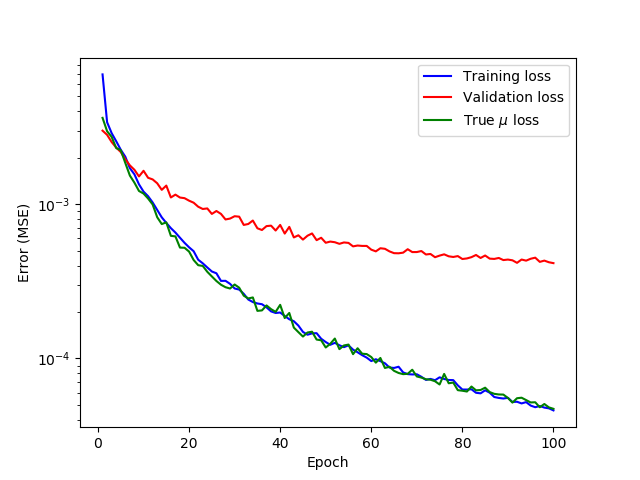 Training loss
Validation loss
True μ loss
Error (MSE)
10⁻³
10⁻⁴
0 20 40 60 80 100
Epoch